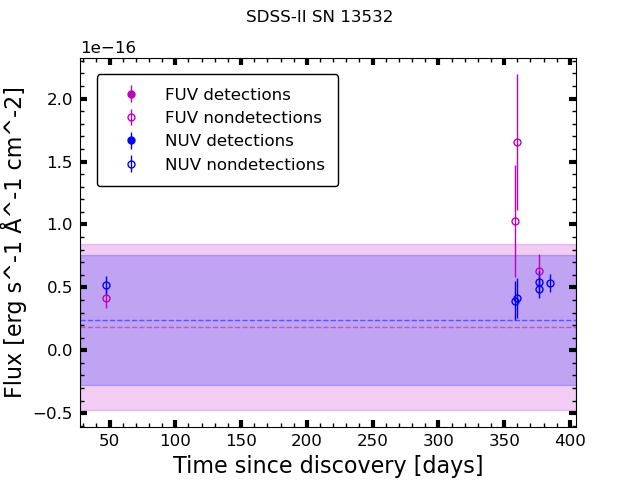 SDSS-II SN 13532
1e−16
FUV detections
FUV nondetections
NUV detections
NUV nondetections
2.0
1.5
1.0
0.5
0.0
−0.5
50 100 150 200 250 300 350 400
Flux [erg s^-1 Å^-1 cm^-2]
Time since discovery [days]